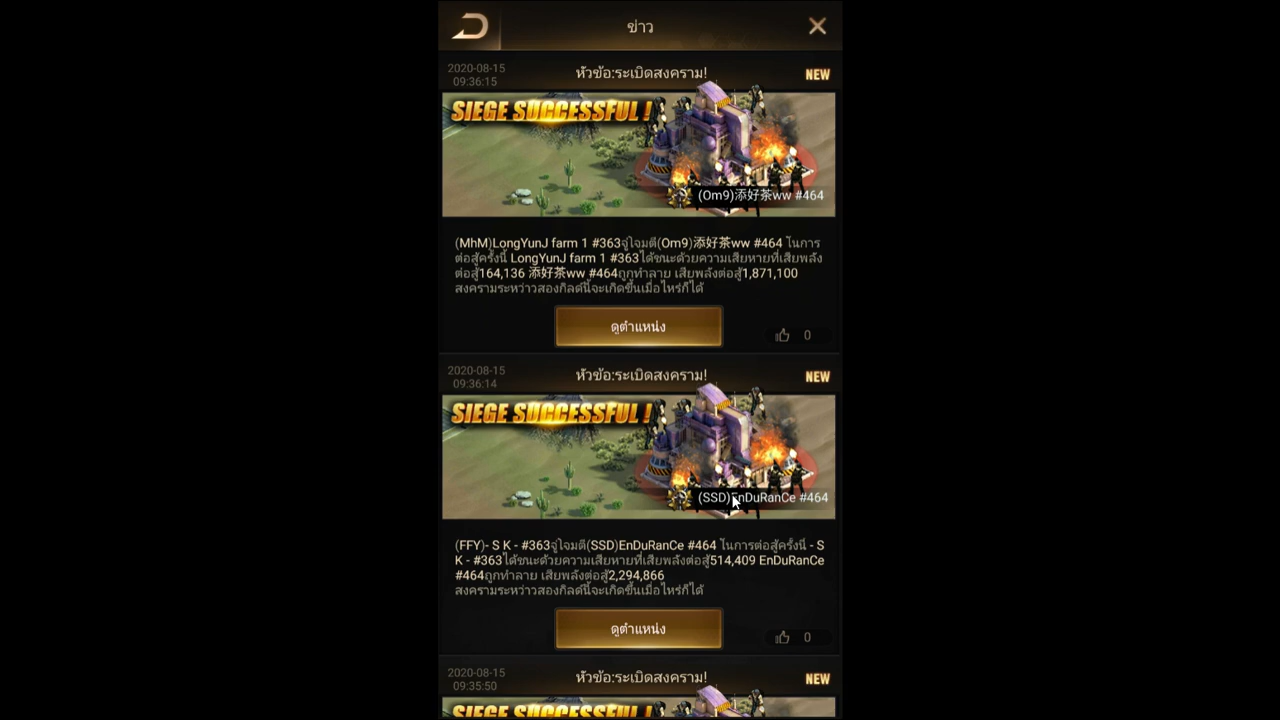 ข่าว
2020-08-15
09:36:15
หัวข้อ:ระเบิดสงคราม!
NEW
SIEGE SUCCESSFUL !
(Om9)添好茶ww #464
(MhM)LongYunJ farm 1 #363จู่โจมตี(Om9)添好茶ww #464 ในการ
ต่อสู้ครั้งนี้ LongYunJ farm 1 #363ได้ชนะด้วยความเสียหายที่เสียพลัง
ต่อสู้164,136 添好茶ww #464ถูกทำลาย เสียพลังต่อสู้1,871,100
สงครามระหว่างสองกิลด์นี้จะเกิดขึ้นเมื่อไหร่ก็ได้
ดูตำแหน่ง
0
2020-08-15
09:36:14
หัวข้อ:ระเบิดสงคราม!
NEW
SIEGE SUCCESSFUL !
(SSD)EnDuRanCe #464
(FFY)- S K - #363จู่โจมตี(SSD)EnDuRanCe #464 ในการต่อสู้ครั้งนี้ - S
K - #363ได้ชนะด้วยความเสียหายที่เสียพลังต่อสู้514,409 EnDuRanCe
#464ถูกทำลาย เสียพลังต่อสู้2,294,866
สงครามระหว่างสองกิลด์นี้จะเกิดขึ้นเมื่อไหร่ก็ได้
ดูตำแหน่ง
0
2020-08-15
09:35:50
หัวข้อ:ระเบิดสงคราม!
NEW
SIEGE SUCCESSFUL !